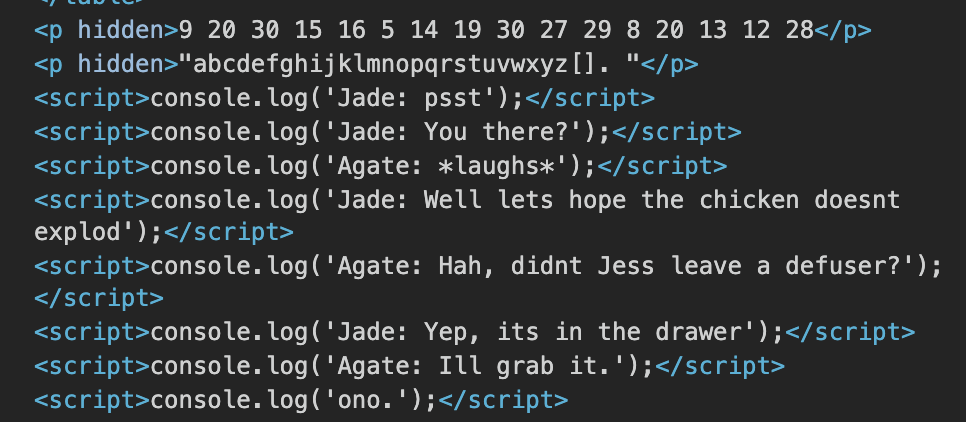 </table>
<p hidden>9 20 30 15 16 5 14 19 30 27 29 8 20 13 12 28</p>
<p hidden>"abcdefghijklmnopqrstuvwxyz[]. "</p>
<script>console.log('Jade: psst');</script>
<script>console.log('Jade: You there?');</script>
<script>console.log('Agate: *laughs*');</script>
<script>console.log('Jade: Well lets hope the chicken doesnt
explod');</script>
<script>console.log('Agate: Hah, didnt Jess leave a defuser?');
</script>
<script>console.log('Jade: Yep, its in the drawer');</script>
<script>console.log('Agate: Ill grab it.');</script>
<script>console.log('ono.');</script>